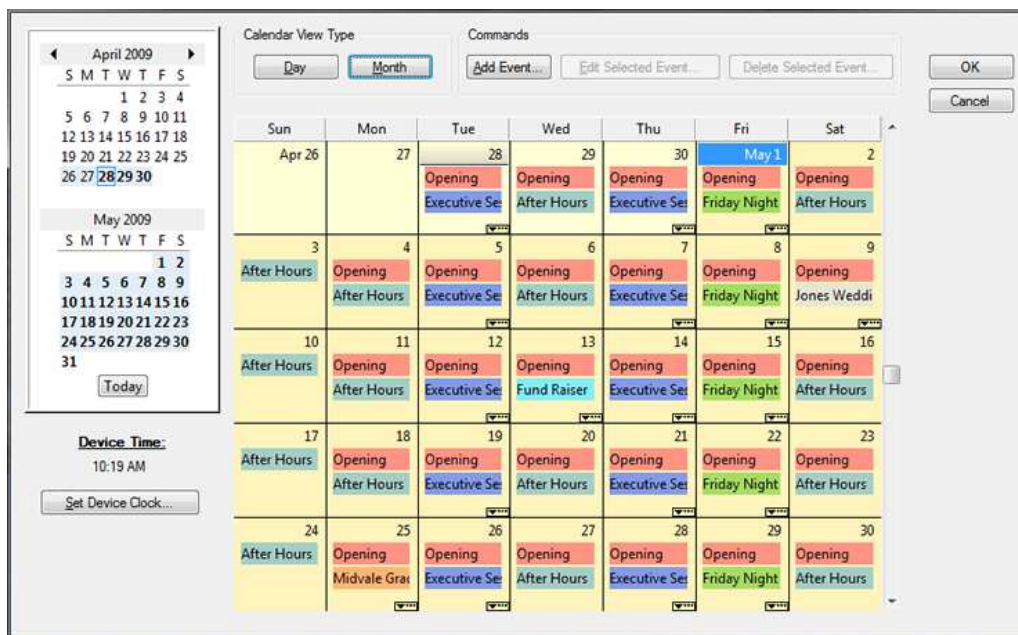 April 2009
S M T W T F S
1 2 3 4
5 6 7 8 9 10 11
12 13 14 15 16 17 18
19 20 21 22 23 24 25
26 27 28 29 30
May 2009
S M T W T F S
1 2
3 4 5 6 7 8 9
10 11 12 13 14 15 16
17 18 19 20 21 22 23
24 25 26 27 28 29 30
31
Today
Device Time:
10:19 AM
Set Device Clock...
Calendar View Type
Day Month
Commands
Add Event... Edit Selected Event... Delete Selected Event...
OK
Cancel
Sun Mon Tue Wed Thu Fri Sat
Apr 26 27 28 29 30 May 1 2
Opening Opening Opening Opening Opening
Executive Ses After Hours Executive Ses Friday Night After Hours
3 4 5 6 7 8 9
After Hours Opening Opening Opening Opening Opening Opening
After Hours Executive Ses After Hours Executive Ses Friday Night Jones Weddi
10 11 12 13 14 15 16
After Hours Opening Opening Opening Opening Opening Opening
After Hours Executive Ses Fund Raiser Executive Ses Friday Night After Hours
17 18 19 20 21 22 23
After Hours Opening Opening Opening Opening Opening Opening
After Hours Executive Ses After Hours Executive Ses Friday Night After Hours
24 25 26 27 28 29 30
After Hours Opening Opening Opening Opening Opening Opening
Midvale Grad Executive Ses After Hours Executive Ses Friday Night After Hours